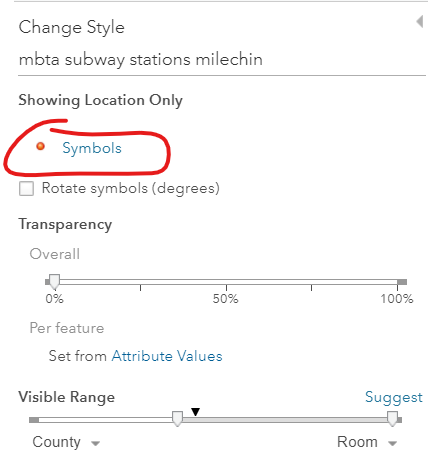 Change Style
mbta subway stations milechin
Showing Location Only
Symbols
Rotate symbols (degrees)
Transparency
Overall
0% 50% 100%
Per feature
Set from Attribute Values
Visible Range Suggest
County Room